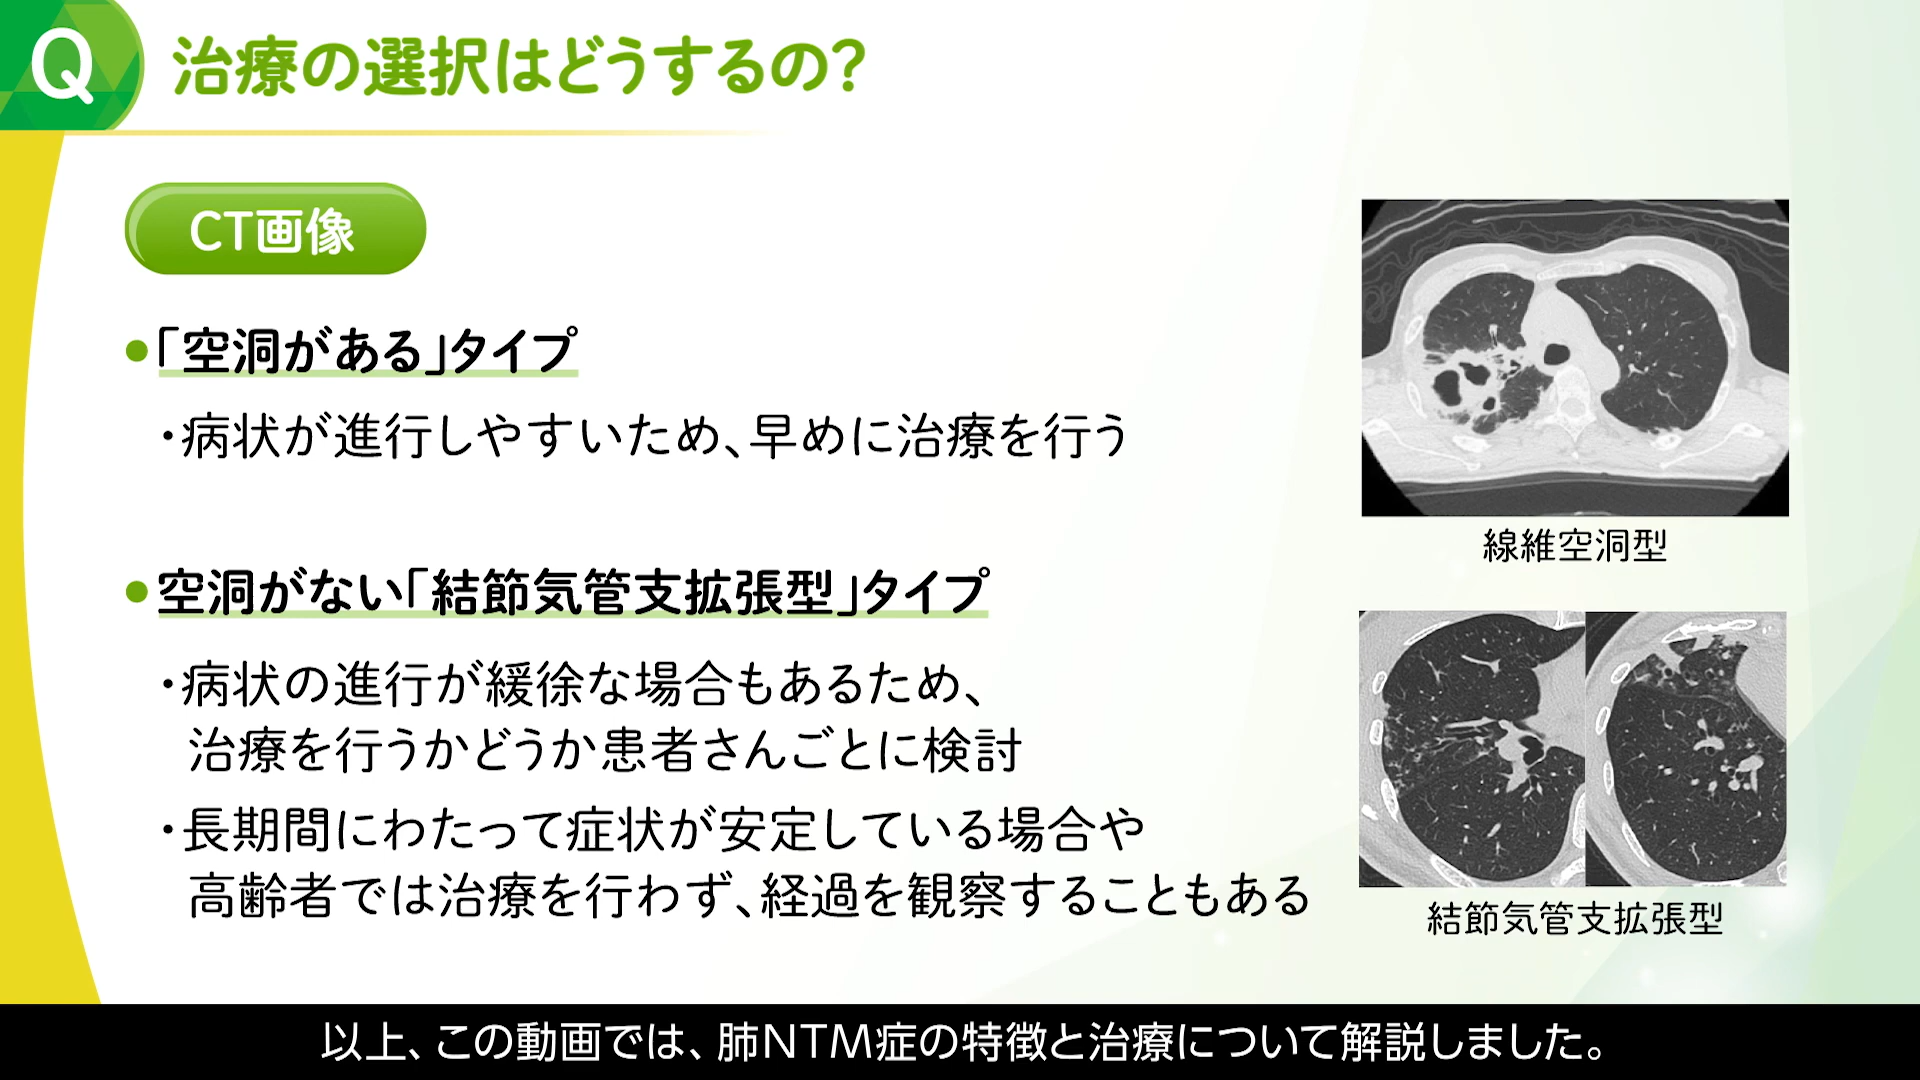 Q 治療の選択はどうするの?
CT画像
●「空洞がある」タイプ
・病状が進行しやすいため、早めに治療を行う
●空洞がない「結節気管支拡張型」タイプ
・病状の進行が緩徐な場合もあるため、
治療を行うかどうか患者さんごとに検討
・長期間にわたって症状が安定している場合や
高齢者では治療を行わず、経過を観察することもある
線維空洞型
結節気管支拡張型
以上、この動画では、肺NTM症の特徴と治療について解説しました。